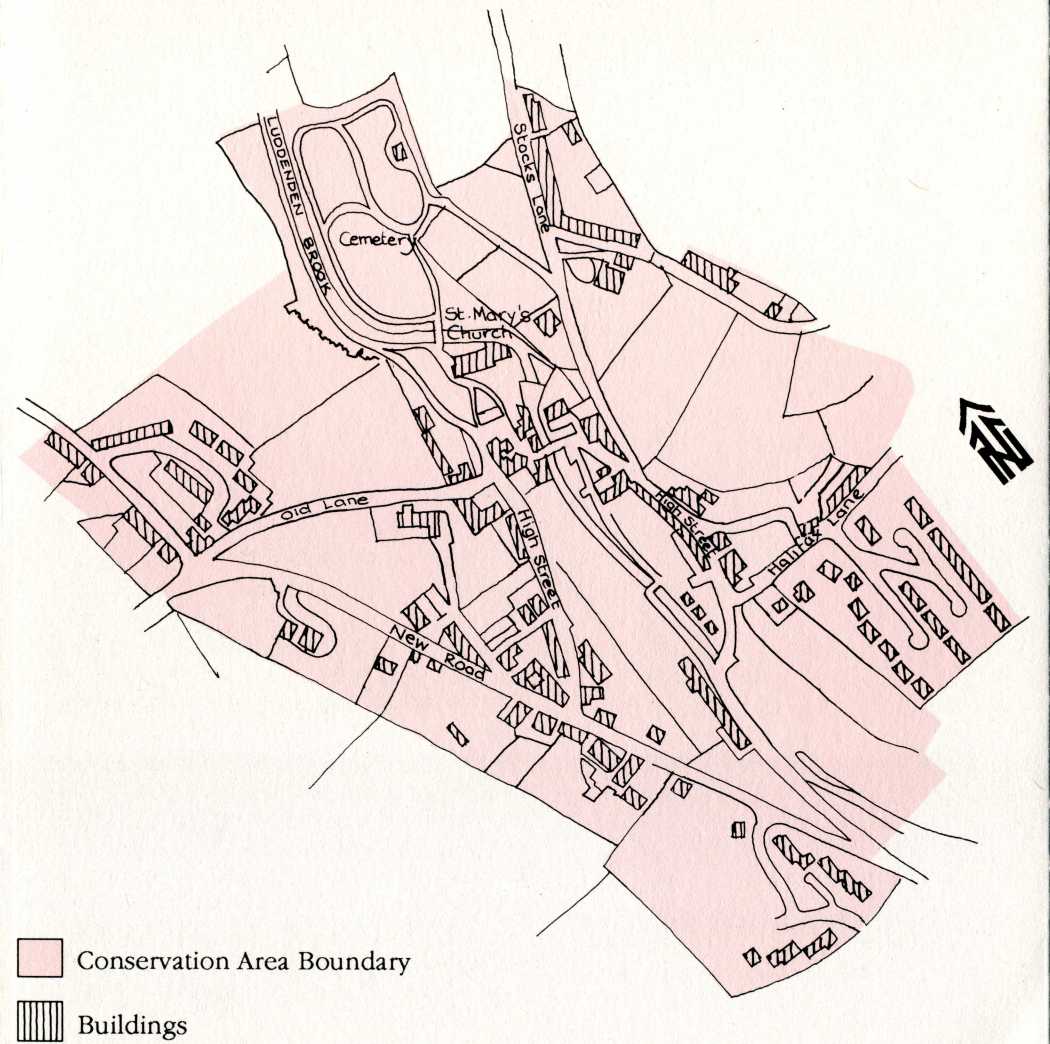 LUDDENDEN BROOK
Stocks Lane
Cemetery
St. Mary's
Church
Old Lane
High Street
High Street
Halifax Lane
New Road
N
Conservation Area Boundary
Buildings